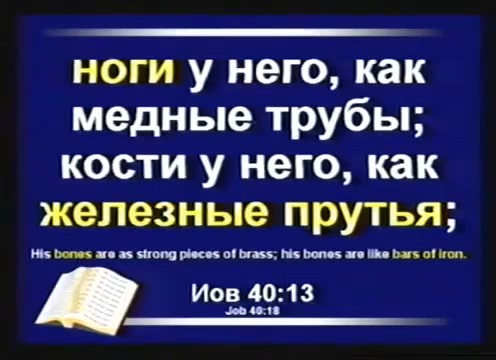 ноги у него, как
медные трубы;
кости у него, как
железные прутья;
His bones are as strong pieces of brass; his bones are like bars of iron.
Иов 40:13
Job 40:18